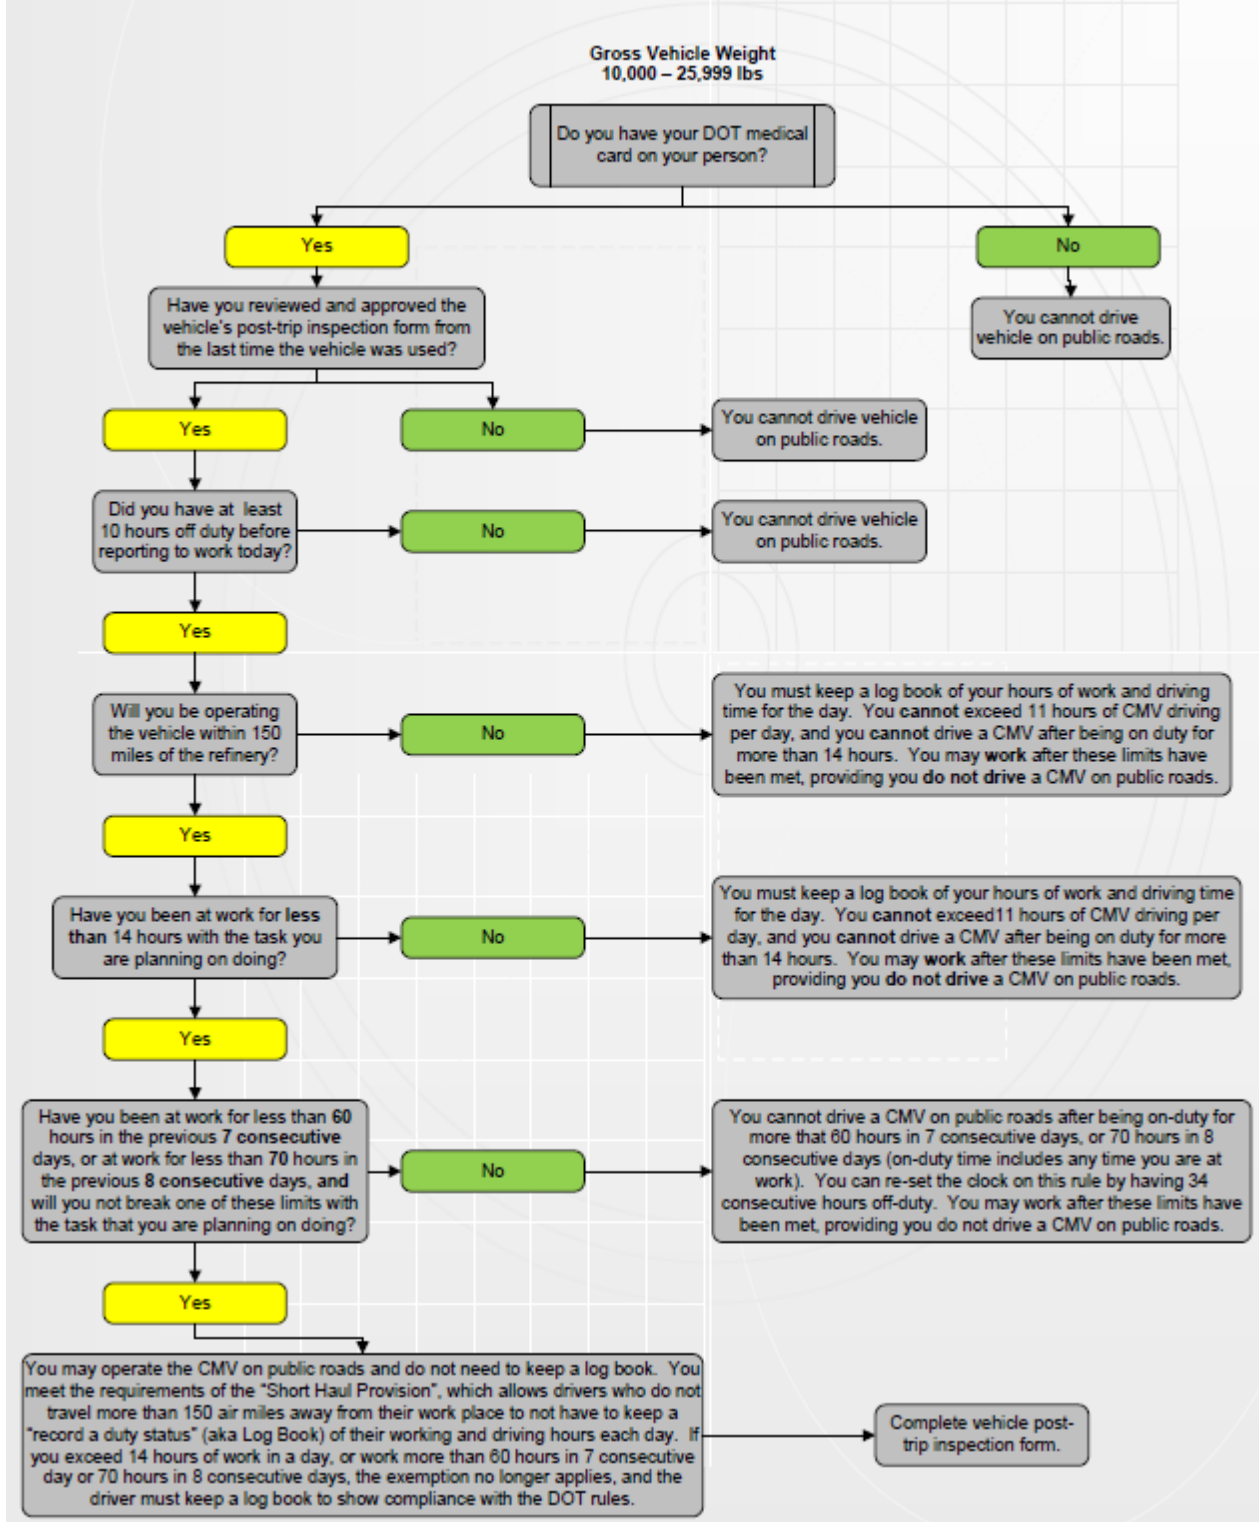 Gross Vehicle Weight
10,000 – 25,999 lbs
Do you have your DOT medical
card on your person?
Yes
No
Have you reviewed and approved the
vehicle's post-trip inspection form from
the last time the vehicle was used?
You cannot drive
vehicle on public roads.
Yes
No
You cannot drive vehicle
on public roads.
Did you have at least
10 hours off duty before
reporting to work today?
No
You cannot drive vehicle
on public roads.
Yes
Will you be operating
the vehicle within 150
miles of the refinery?
No
You must keep a log book of your hours of work and driving
time for the day. You cannot exceed 11 hours of CMV driving
per day, and you cannot drive a CMV after being on duty for
more than 14 hours. You may work after these limits have
been met, providing you do not drive a CMV on public roads.
Yes
Have you been at work for less
than 14 hours with the task you
are planning on doing?
No
You must keep a log book of your hours of work and driving time
for the day. You cannot exceed11 hours of CMV driving per
day, and you cannot drive a CMV after being on duty for more
than 14 hours. You may work after these limits have been met,
providing you do not drive a CMV on public roads.
Yes
Have you been at work for less than 60
hours in the previous 7 consecutive
days, or at work for less than 70 hours in
the previous 8 consecutive days, and
will you not break one of these limits with
the task that you are planning on doing?
No
You cannot drive a CMV on public roads after being on-duty for
more that 60 hours in 7 consecutive days, or 70 hours in 8
consecutive days (on-duty time includes any time you are at
work). You can re-set the clock on this rule by having 34
consecutive hours off-duty. You may work after these limits have
been met, providing you do not drive a CMV on public roads.
Yes
You may operate the CMV on public roads and do not need to keep a log book. You
meet the requirements of the "Short Haul Provision", which allows drivers who do not
travel more than 150 air miles away from their work place to not have to keep a
"record a duty status" (aka Log Book) of their working and driving hours each day. If
you exceed 14 hours of work in a day, or work more than 60 hours in 7 consecutive
day or 70 hours in 8 consecutive days, the exemption no longer applies, and the
driver must keep a log book to show compliance with the DOT rules.
Complete vehicle post-
trip inspection form.